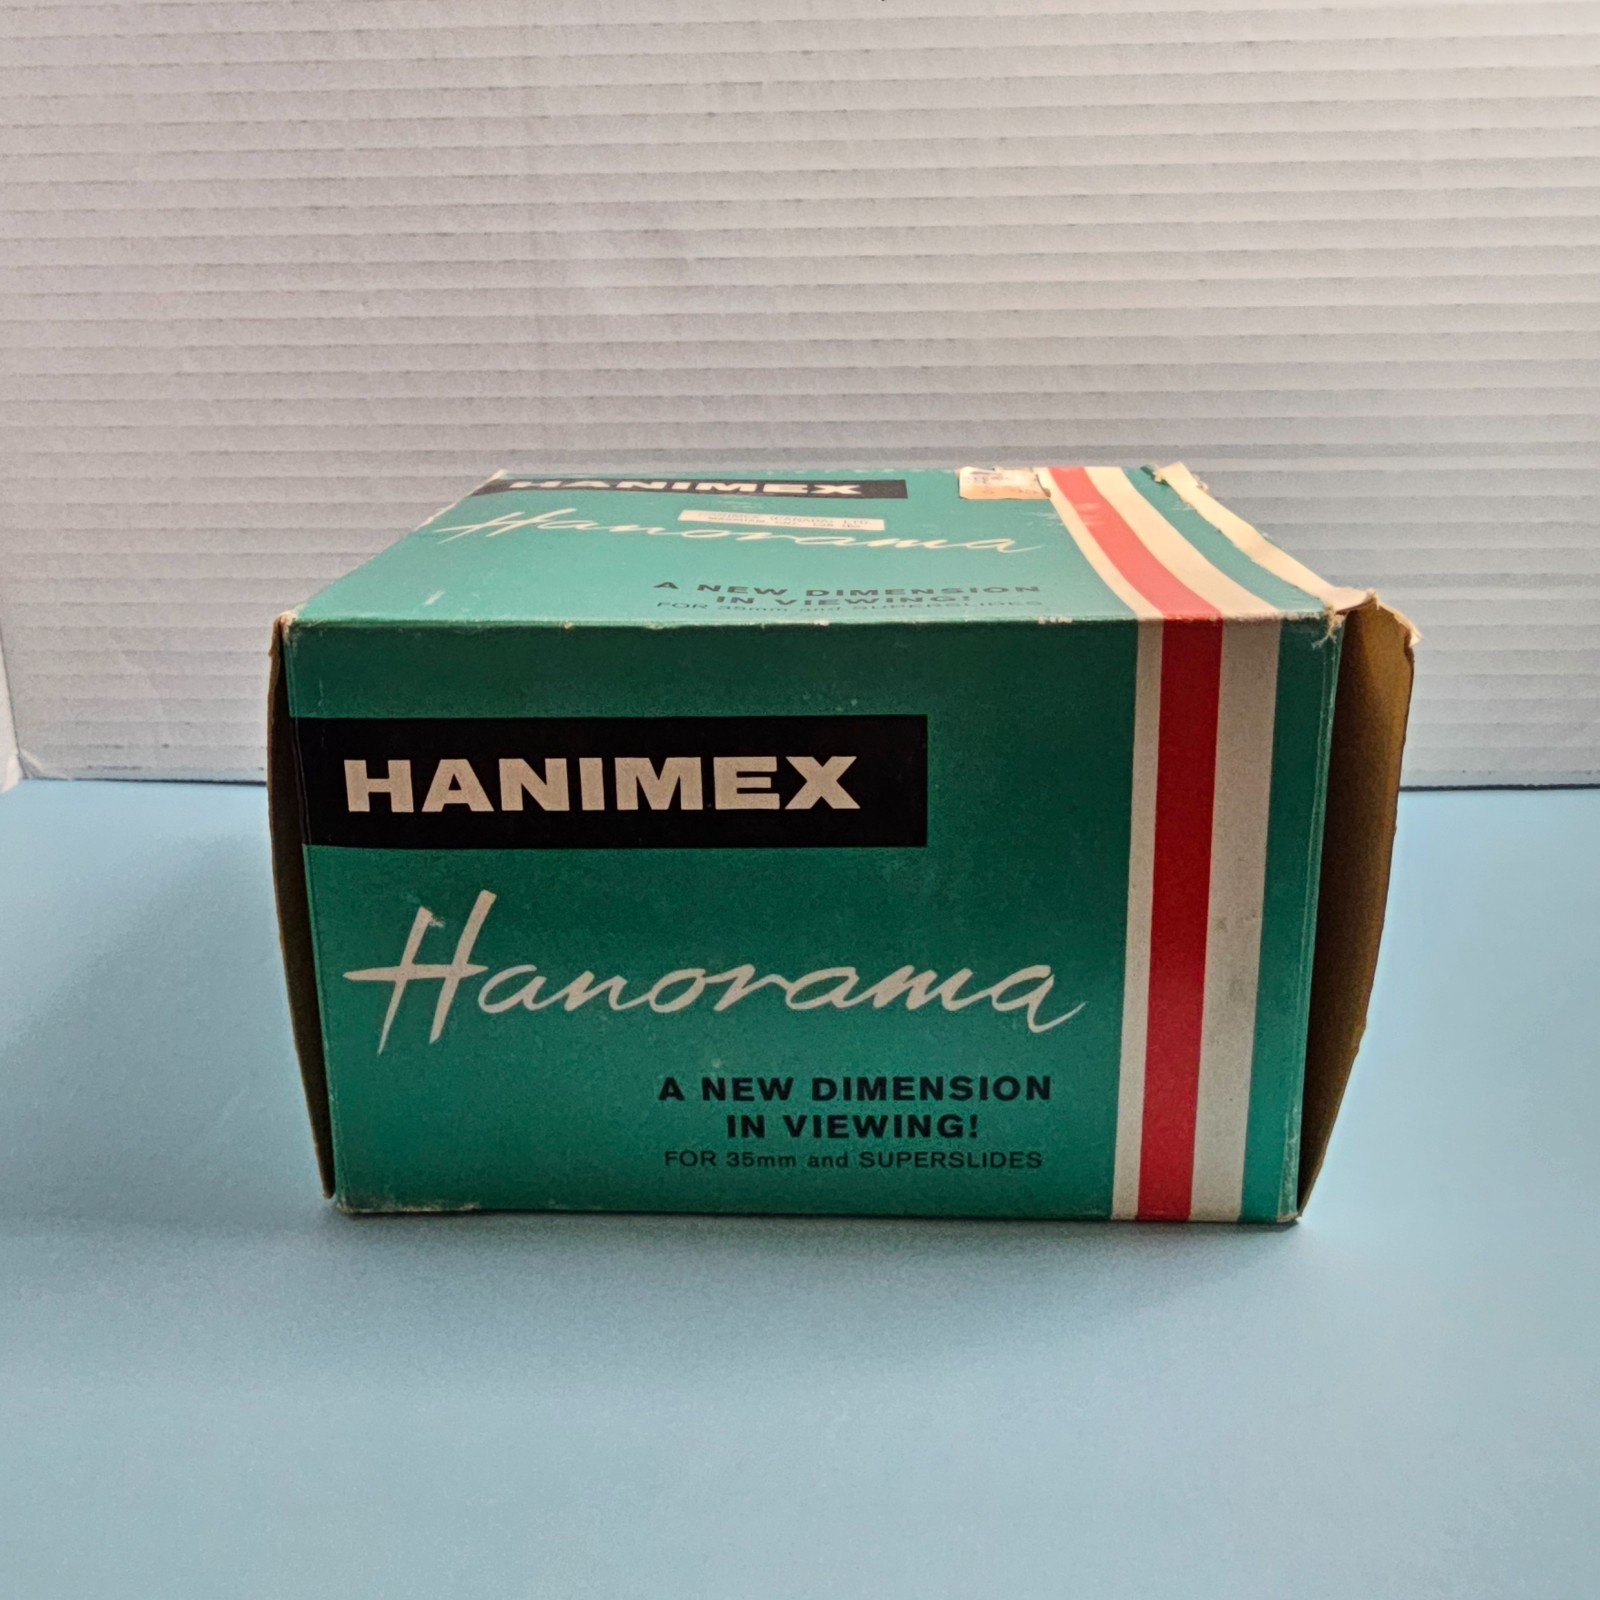 HANIMEX
Hanorama
A NEW DIMENSION
IN VIEWING!
FOR 35mm and SUPERSLIDES
HANIMEX
Hanorama
A NEW DIMENSION
IN VIEWING!
FOR 35mm and SUPERSLIDES